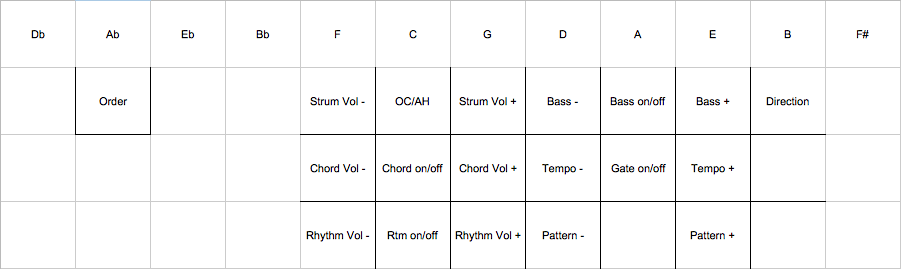 Db Ab Eb Bb F C G D A E B F#
Order Strum Vol - OC/AH Strum Vol + Bass - Bass on/off Bass + Direction
Chord Vol - Chord on/off Chord Vol + Tempo - Gate on/off Tempo +
Rhythm Vol - Rtm on/off Rhythm Vol + Pattern - Pattern +